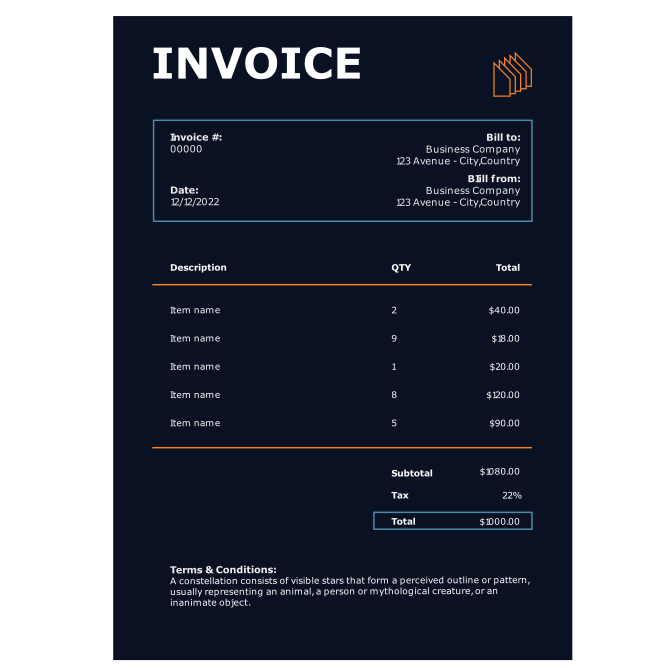 INVOICE
Invoice #:
00000
Bill to:
Business Company
123 Avenue - City,Country
Date:
12/12/2022
BIill from:
Business Company
123 Avenue - City,Country
Description QTY Total
Item name 2 $40.00
Item name 9 $18.00
Item name 1 $20.00
Item name 8 $120.00
Item name 5 $90.00
Subtotal $1080.00
Tax 22%
Total $1000.00
Terms & Conditions:
A constellation consists of visible stars that form a perceived outline or pattern,
usually representing an animal, a person or mythological creature, or an
inanimate object.